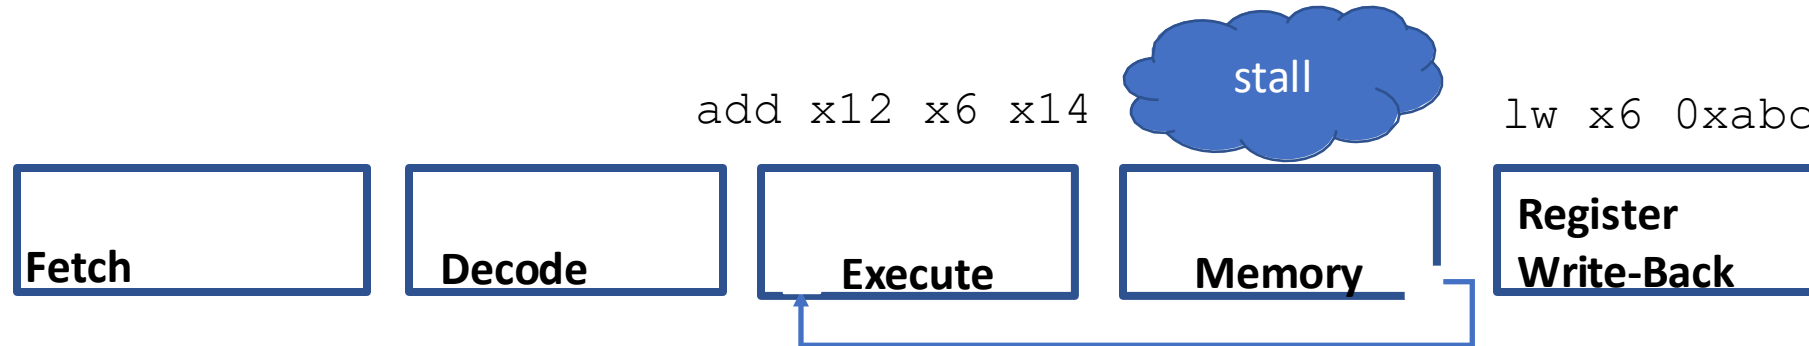 stall
add x12 x6 x14
lw x6 0xabc
Fetch
Decode
Execute
Memory
Register
Write-Back